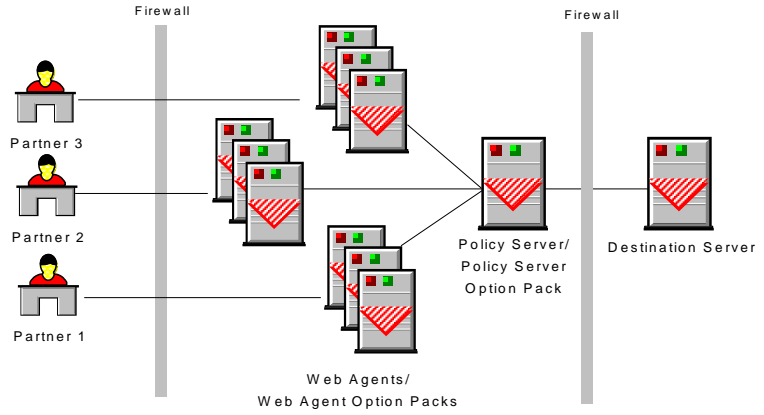 Firewall
Firewall
Partner 3
Partner 2
Policy Server/
Policy Server
Option Pack
Destination Server
Partner 1
Web Agents/
Web Agent Option Packs